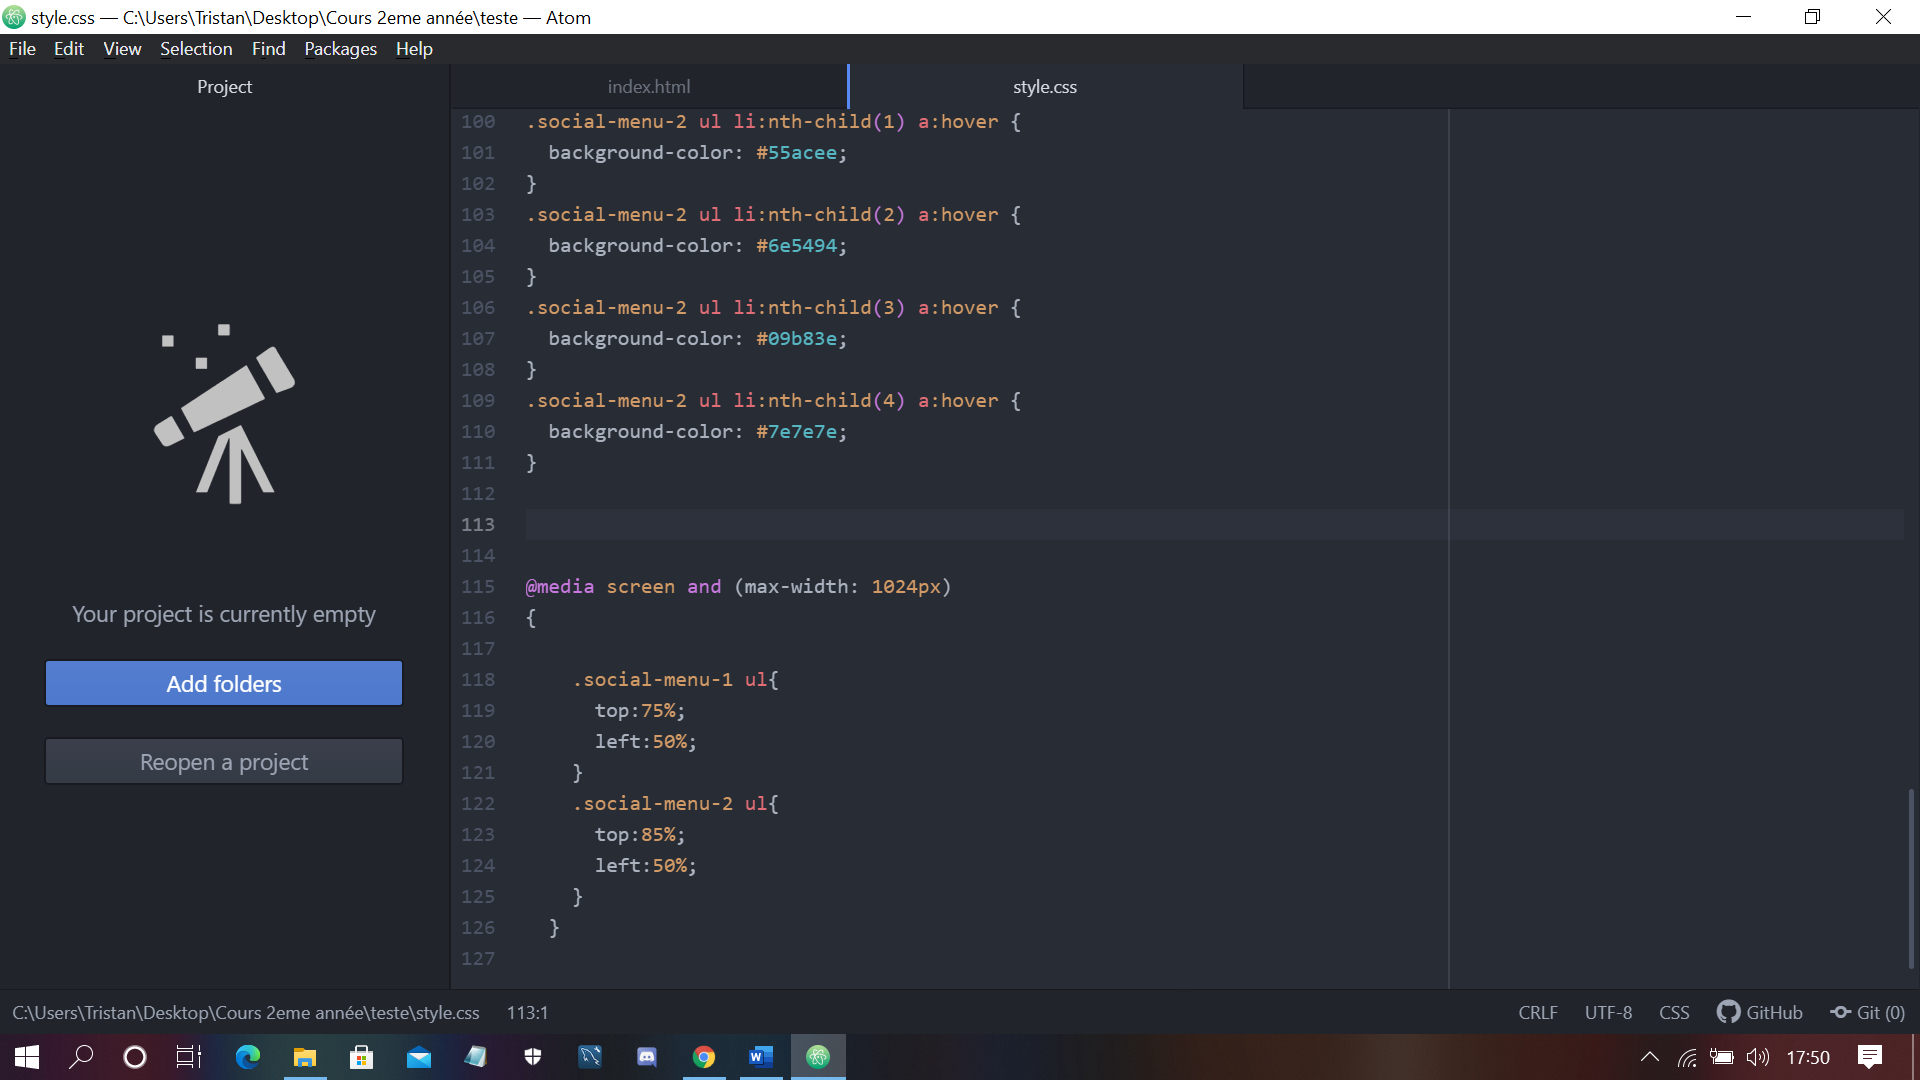 style.css — C:\Users\Tristan\Desktop\Cours 2eme année\teste — Atom
File Edit View Selection Find Packages Help
Project
index.html
style.css
100 .social-menu-2 ul li:nth-child(1) a:hover {
101 background-color: #55acee;
102 }
103 .social-menu-2 ul li:nth-child(2) a:hover {
104 background-color: #6e5494;
105 }
106 .social-menu-2 ul li:nth-child(3) a:hover {
107 background-color: #09b83e;
108 }
109 .social-menu-2 ul li:nth-child(4) a:hover {
110 background-color: #7e7e7e;
111 }
112
113
114
115 @media screen and (max-width: 1024px)
116 {
117
118 .social-menu-1 ul{
119 top:75%;
120 left:50%;
121 }
122 .social-menu-2 ul{
123 top:85%;
124 left:50%;
125 }
126 }
127
Your project is currently empty
Add folders
Reopen a project
C:\Users\Tristan\Desktop\Cours 2eme année\teste\style.css 113:1
CRLF UTF-8 CSS GitHub Git (0)
17:50